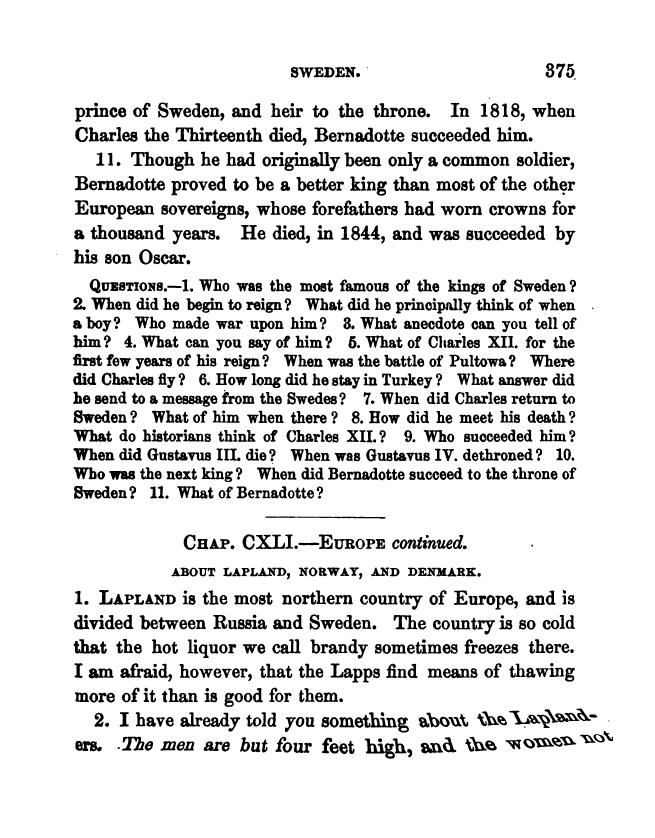 SWEDEN. 375
prince of Sweden, and heir to the throne. In 1818, when
Charles the Thirteenth died, Bernadotte succeeded him.
11. Though he had originally been only a common soldier,
Bernadotte proved to be a better king than most of the other
European sovereigns, whose forefathers had worn crowns for
a thousand years. He died, in 1844, and was succeeded by
his son Oscar.
QUESTIONS.—1. Who was the most famous of the kings of Sweden?
2. When did he begin to reign? What did he principally think of when
a boy? Who made war upon him? 3. What anecdote can you tell of
him? 4. What can you say of him? 5. What of Charles XII. for the
first few years of his reign? When was the battle of Pultowa? Where
did Charles fly? 6. How long did he stay in Turkey? What answer did
he send to a message from the Swedes? 7. When did Charles return to
Sweden? What of him when there? 8. How did he meet his death?
What do historians think of Charles XII.? 9. Who succeeded him?
When did Gustavus III. die? When was Gustavus IV. dethroned? 10.
Who was the next king? When did Bernadotte succeed to the throne of
Sweden? 11. What of Bernadotte?
CHAP. CXLI.—EUROPE continued.
ABOUT LAPLAND, NORWAY, AND DENMARK.
1. LAPLAND is the most northern country of Europe, and is
divided between Russia and Sweden. The country is so cold
that the hot liquor we call brandy sometimes freezes there.
I am afraid, however, that the Lapps find means of thawing
more of it than is good for them.
2. I have already told you something about the Lapland-
ers. The men are but four feet high, and the women not